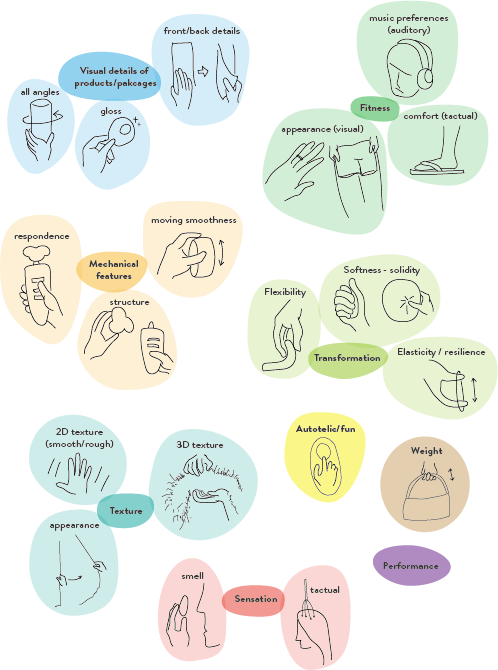 front/back details
Visual details of
products/pakcages
all angles
gloss
music preferences
(auditory)
Fitness
comfort (tactual)
appearance (visual)
respondence
moving smoothness
Mechanical
features
structure
Softness - solidity
Flexibility
Transformation
Elasticity / resilience
2D texture
(smooth/rough)
3D texture
Texture
appearance
Autotelic/fun
Weight
Performance
smell
Sensation
tactual